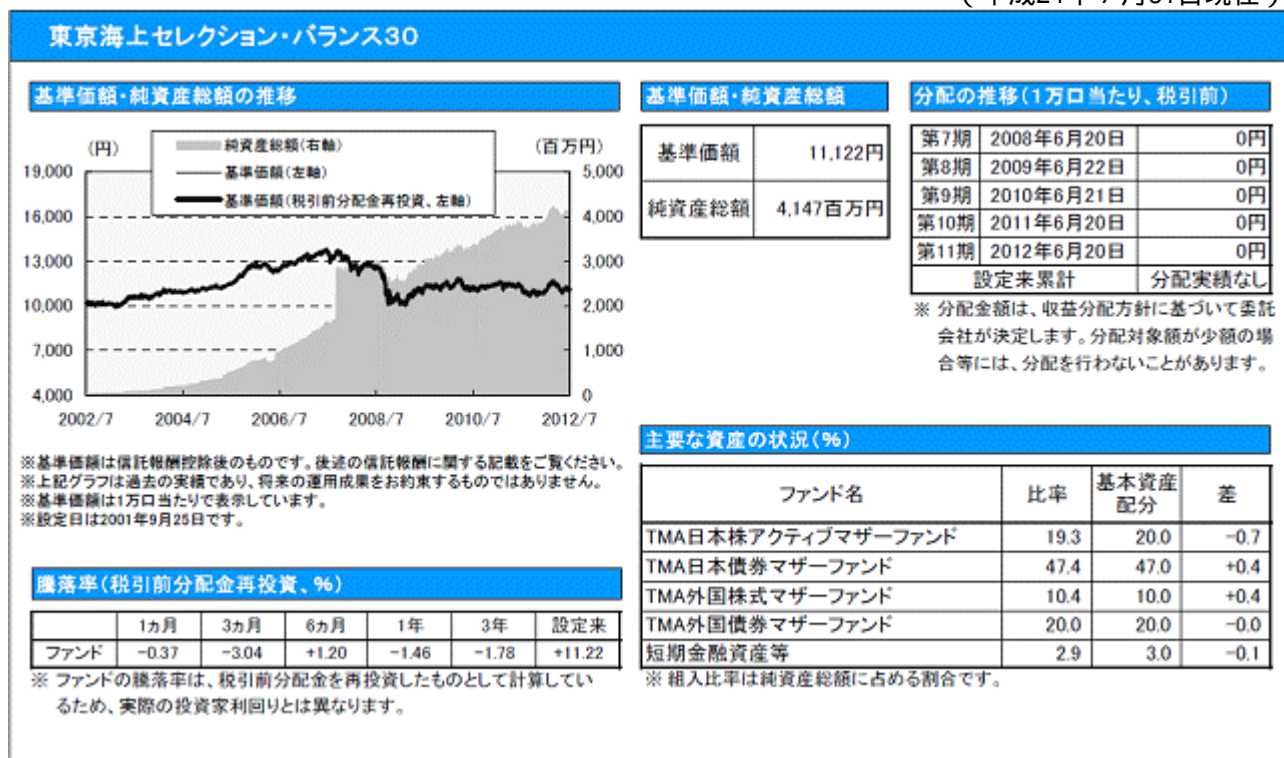 東京海上セレクション・バランス30
基準価額・純資産総額の推移
(円)
(百万円)
純資産総額(右軸)
基準価額(左軸)
基準価額(税引前分配金再投資、左軸)
19,000
16,000
13,000
10,000
7,000
4,000
5,000
4,000
3,000
2,000
1,000
0
2002/7 2004/7 2006/7 2008/7 2010/7 2012/7
※基準価額は信託報酬控除後のものです。後述の信託報酬に関する記載をご覧ください。
※上記グラフは過去の実績であり、将来の運用成果をお約束するものではありません。
※基準価額は1万口当たりで表示しています。
※設定日は2001年9月25日です。
基準価額・純資産総額
基準価額 11,122円
純資産総額 4,147百万円
分配の推移(1万口当たり、税引前)
第7期 2008年6月20日 0円
第8期 2009年6月22日 0円
第9期 2010年6月21日 0円
第10期 2011年6月20日 0円
第11期 2012年6月20日 0円
設定来累計 分配実績なし
※ 分配金額は、収益分配方針に基づいて委託
会社が決定します。分配対象額が少額の場
合等には、分配を行わないことがあります。
騰落率(税引前分配金再投資、%)
1ヵ月 3ヵ月 6ヵ月 1年 3年 設定来
ファンド -0.37 -3.04 +1.20 -1.46 -1.78 +11.22
※ ファンドの騰落率は、税引前分配金を再投資したものとして計算してい
るため、実際の投資家利回りとは異なります。
主要な資産の状況(%)
ファンド名 比率 基本資産配分 差
TMA日本株アクティブマザーファンド 19.3 20.0 -0.7
TMA日本債券マザーファンド 47.4 47.0 +0.4
TMA外国株式マザーファンド 10.4 10.0 +0.4
TMA外国債券マザーファンド 20.0 20.0 -0.0
短期金融資産等 2.9 3.0 -0.1
※ 組入比率は純資産総額に占める割合です。